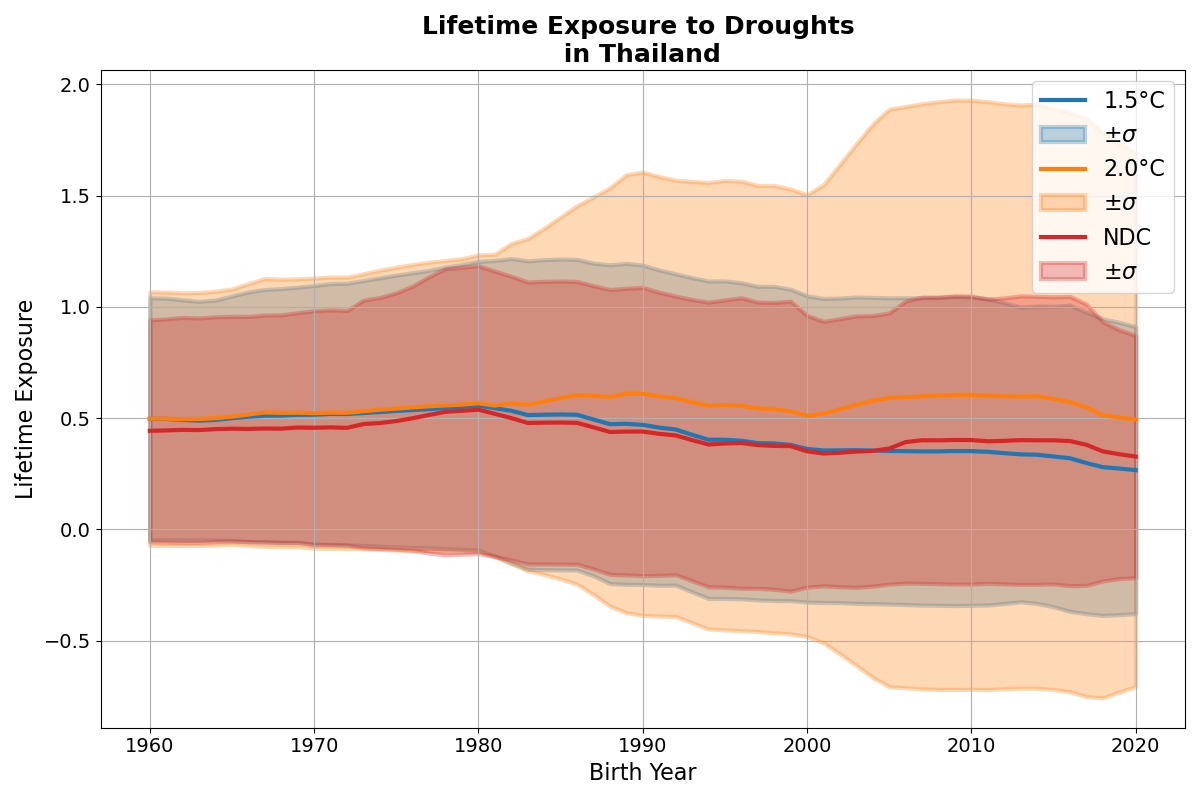 Lifetime Exposure to Droughts
in Thailand
2.0
1.5
1.0
0.5
0.0
−0.5
Lifetime Exposure
1960
1970
1980
1990
2000
2010
2020
Birth Year
1.5°C
±σ
2.0°C
±σ
NDC
±σ